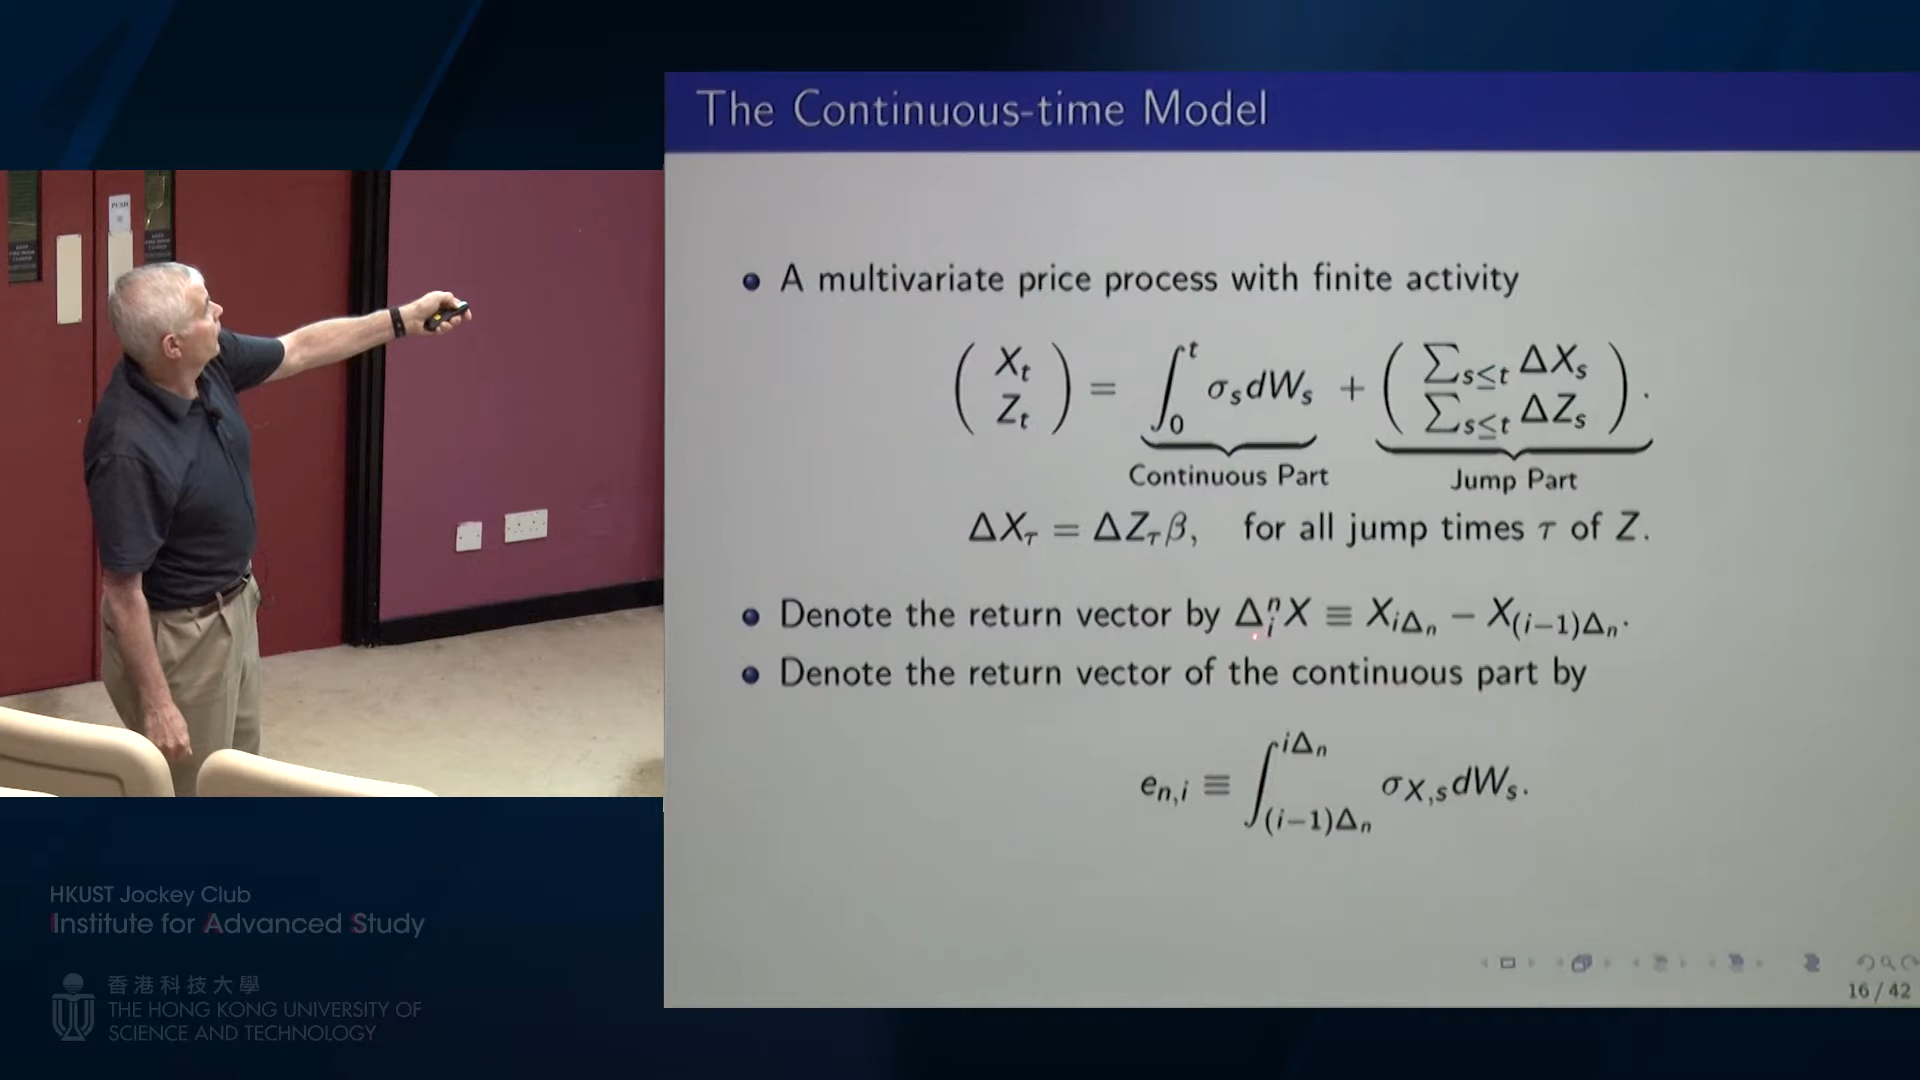 The Continuous-time Model
PUSH
• A multivariate price process with finite activity
( X_t Z_t ) = ∫_0^t σ_s dW_s + ( ∑_{s≤t} ΔX_s ∑_{s≤t} ΔZ_s ) .
Continuous Part Jump Part
ΔX_τ = ΔZ_τ β, for all jump times τ of Z.
• Denote the return vector by Δ_i^n X ≡ X_{iΔ_n} − X_{(i−1)Δ_n}.
• Denote the return vector of the continuous part by
e_{n,i} ≡ ∫_{(i−1)Δ_n}^{iΔ_n} σ_{X,s} dW_s.
16 / 42
HKUST Jockey Club
Institute for Advanced Study
香港科技大學
THE HONG KONG UNIVERSITY OF
SCIENCE AND TECHNOLOGY